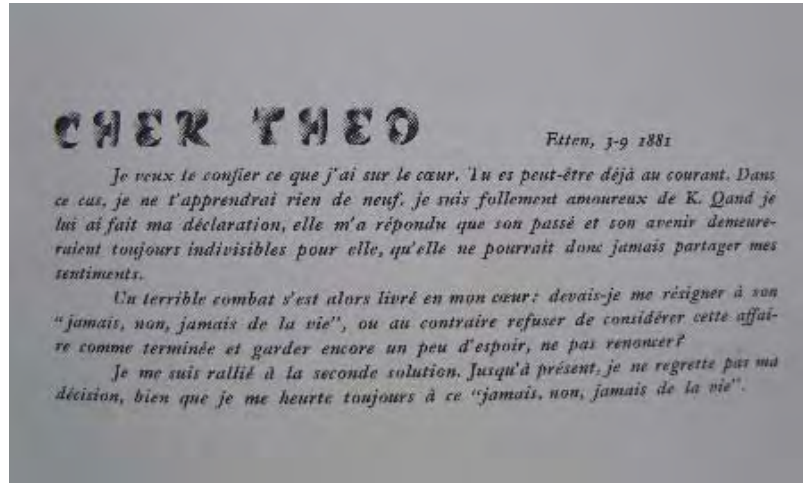 CHER THEO
Etten, 3-9 1881
Je veux te confier ce que j'ai sur le cœur. Tu es peut-être déjà au courant. Dans
ce cas, je ne t'apprendrai rien de neuf. je suis follement amoureux de K. Qand je
lui ai fait ma déclaration, elle m'a répondu que son passé et son avenir demeure-
raient toujours indivisibles pour elle, qu'elle ne pourrait donc jamais partager mes
sentiments.
Un terrible combat s'est alors livré en mon cœur: devais-je me résigner à son
"jamais, non, jamais de la vie", ou au contraire refuser de considérer cette affai-
re comme terminée et garder encore un peu d'espoir, ne pas renoncer?
Je me suis rallié à la seconde solution. Jusqu'à présent, je ne regrette pas ma
décision, bien que je me heurte toujours à ce "jamais, non, jamais de la vie".